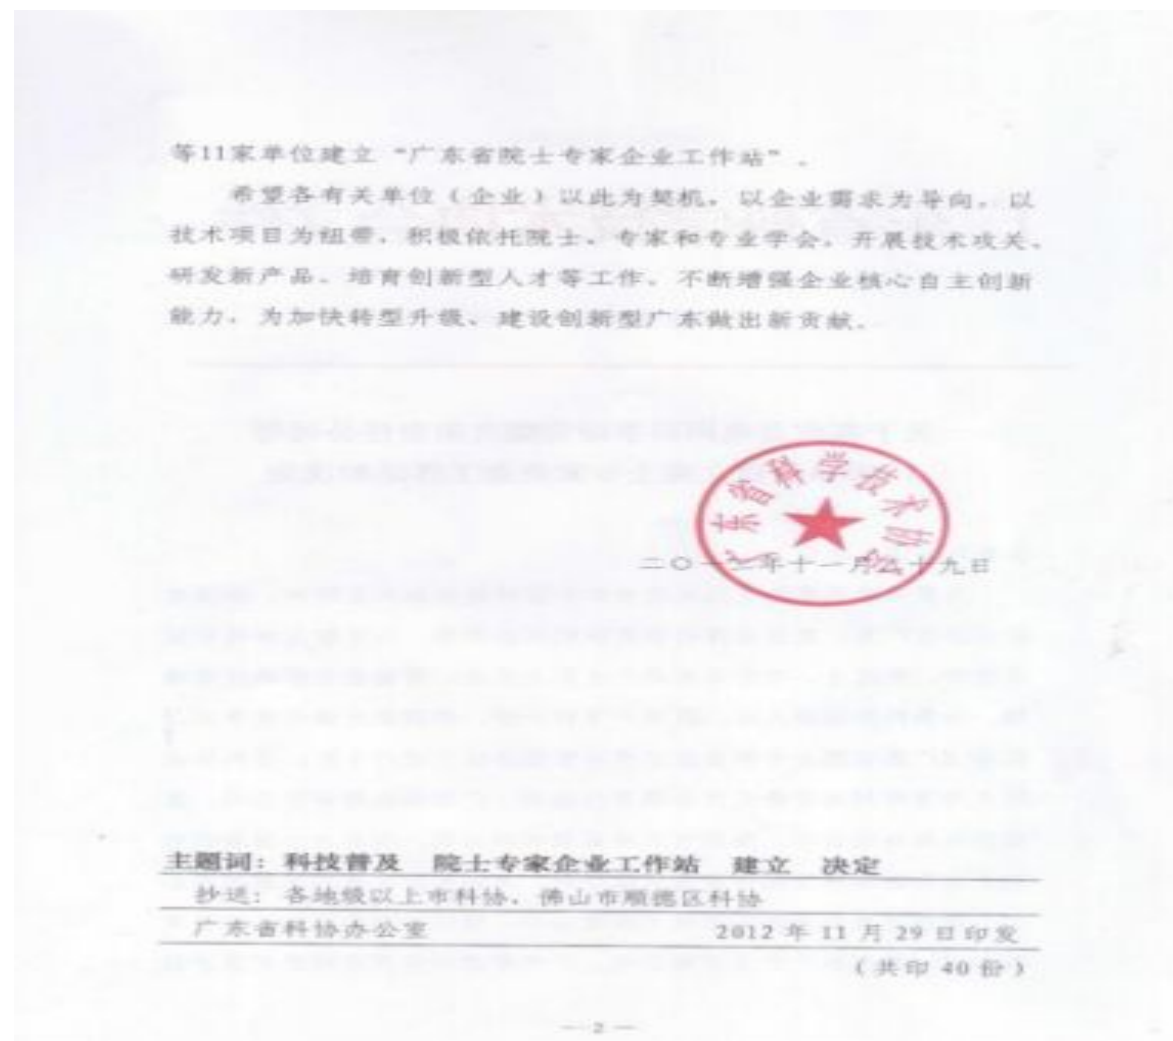 等11家单位建立“广东省院士专家企业工作站”。
希望各有关单位（企业）以此为契机，以企业需求为导向，以
技术项目为纽带，积极依托院士、专家和专业学会，开展技术攻关、
研发新产品、培育创新型人才等工作，不断增强企业核心自主创新
能力，为加快转型升级、建设创新型广东做出新贡献。
广东省科学技术协会
二〇一二年十一月二十九日
主题词：科技普及 院士专家企业工作站 建立 决定
抄送：各地级以上市科协，佛山市顺德区科协
广东省科协办公室 2012 年 11 月 29 日印发
（共印 40 份）
— 2 —